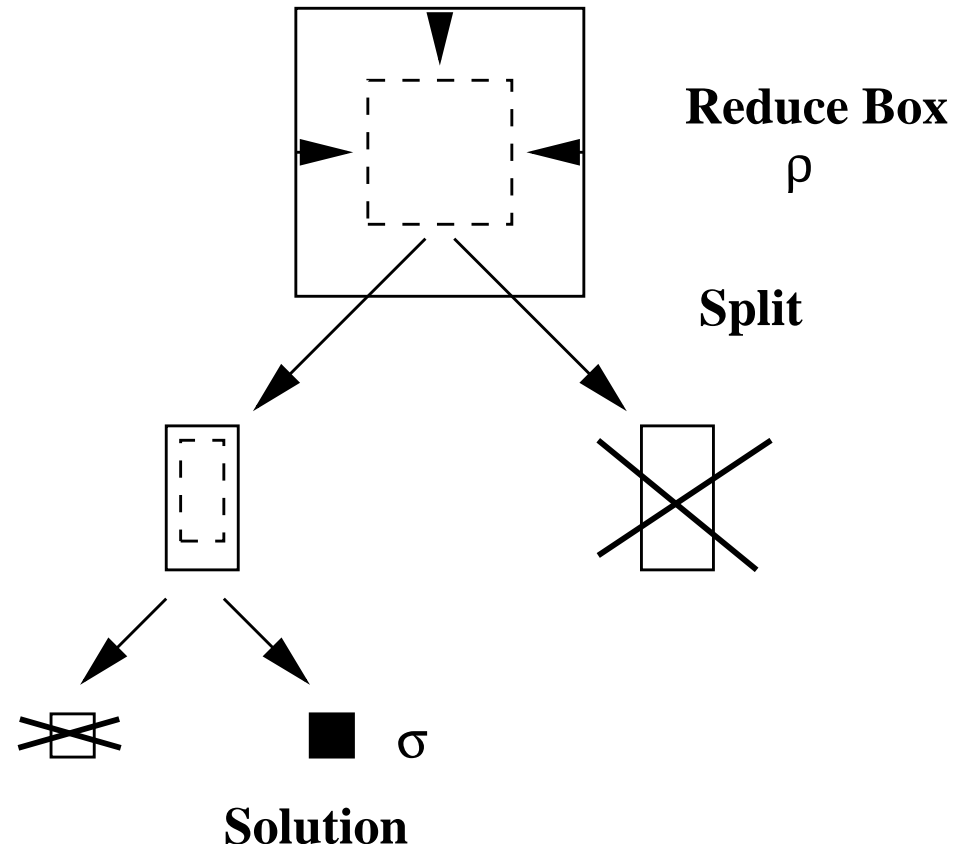 Reduce Box
ρ
Split
σ
Solution